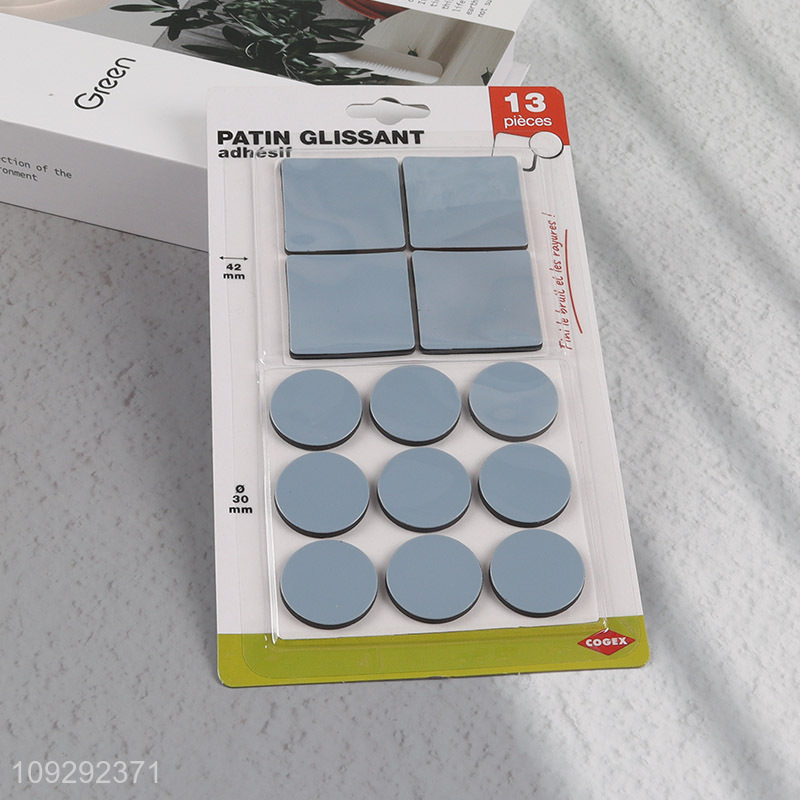 Green
ction of the
ronment
13
pièces
PATIN GLISSANT
adhésif
42
mm
Fini le bruit et les rayures !
Ø
30
mm
COGEX
109292371